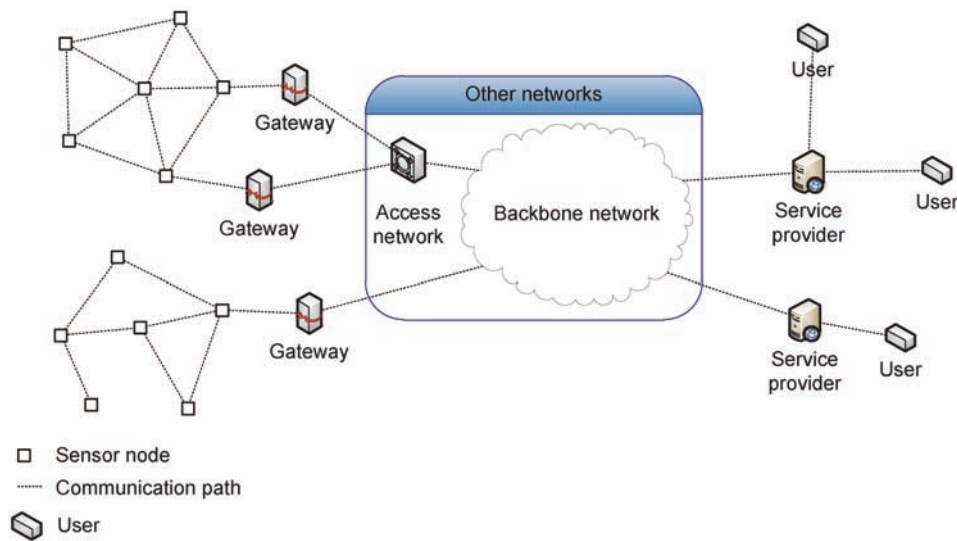 User
Other networks
Gateway
Gateway
Access
network
Backbone network
Service
provider
User
Gateway
Service
provider
User
Sensor node
Communication path
User